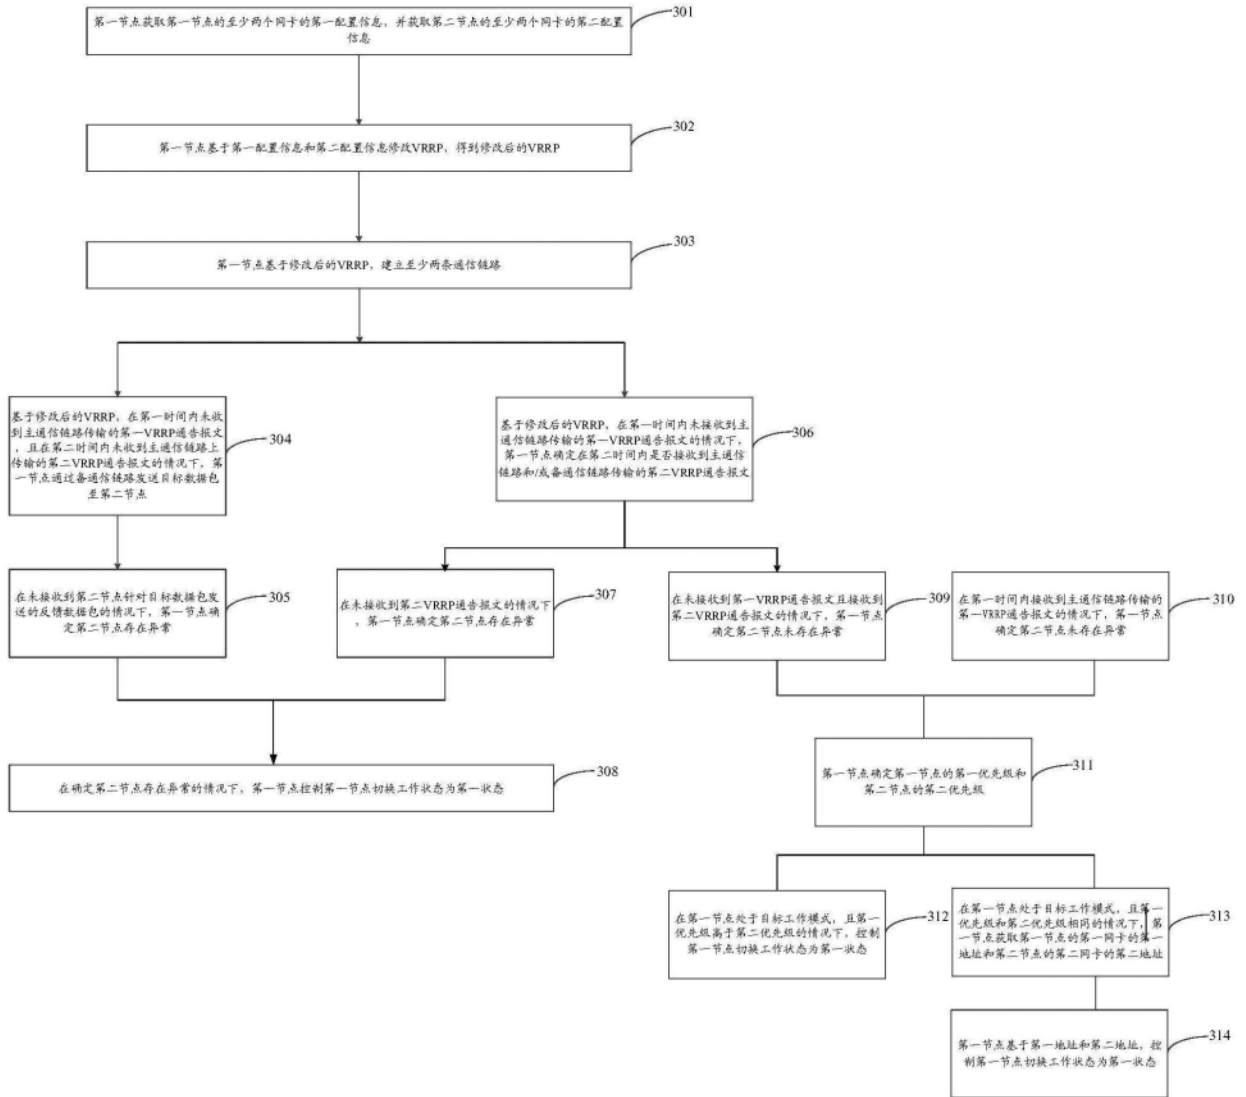 第一节点获取第一节点的至少两个网卡的第一配置信息，并获取第二节点的至少两个网卡的第二配置
信息
301
第一节点基于第一配置信息和第二配置信息修改VRRP，得到修改后的VRRP
302
第一节点基于修改后的VRRP，建立至少两条通信链路
303
基于修改后的VRRP，在第一时间内未收
到主通信链路传输的第一VRRP通告报文
，且在第二时间内未收到主通信链路上
传输的第二VRRP通告报文的情况下，第
一节点通过备通信链路发送目标数据包
至第二节点
304
基于修改后的VRRP，在第一时间内未接收到主
通信链路传输的第一VRRP通告报文的情况下，
第一节点确定在第二时间内是否接收到主通信
链路和/或备通信链路传输的第二VRRP通告报文
306
在未接收到第二节点针对目标数据包发
送的反馈数据包的情况下，第一节点确
定第二节点存在异常
305
在未接收到第二VRRP通告报文的情况下
，第一节点确定第二节点存在异常
307
在未接收到第一VRRP通告报文且接收到
第二VRRP通告报文的情况下，第一节点
确定第二节点未存在异常
309
在第一时间内接收到主通信链路传输的
第一VRRP通告报文的情况下，第一节点
确定第二节点未存在异常
310
在确定第二节点存在异常的情况下，第一节点控制第一节点切换工作状态为第一状态
308
第一节点确定第一节点的第一优先级和
第二节点的第二优先级
311
在第一节点处于目标工作模式，且第一
优先级高于第二优先级的情况下，控制
第一节点切换工作状态为第一状态
312
在第一节点处于目标工作模式，且第一
优先级和第二优先级相同的情况下，第
一节点获取第一节点的第一网卡的第一
地址和第二节点的第二网卡的第二地址
313
第一节点基于第一地址和第二地址，控
制第一节点切换工作状态为第一状态
314